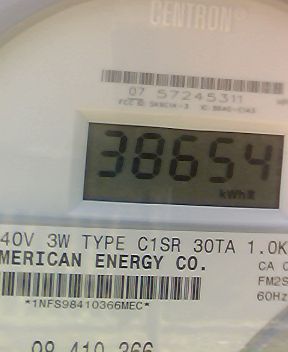 CENTRON
07 57245311
38654
kWh
40V 3W TYPE C1SR 30TA 1.0K
MERICAN ENERGY CO.
CA 0
FM2S
60Hz
*1NFS98410366MEC*
98 410 366